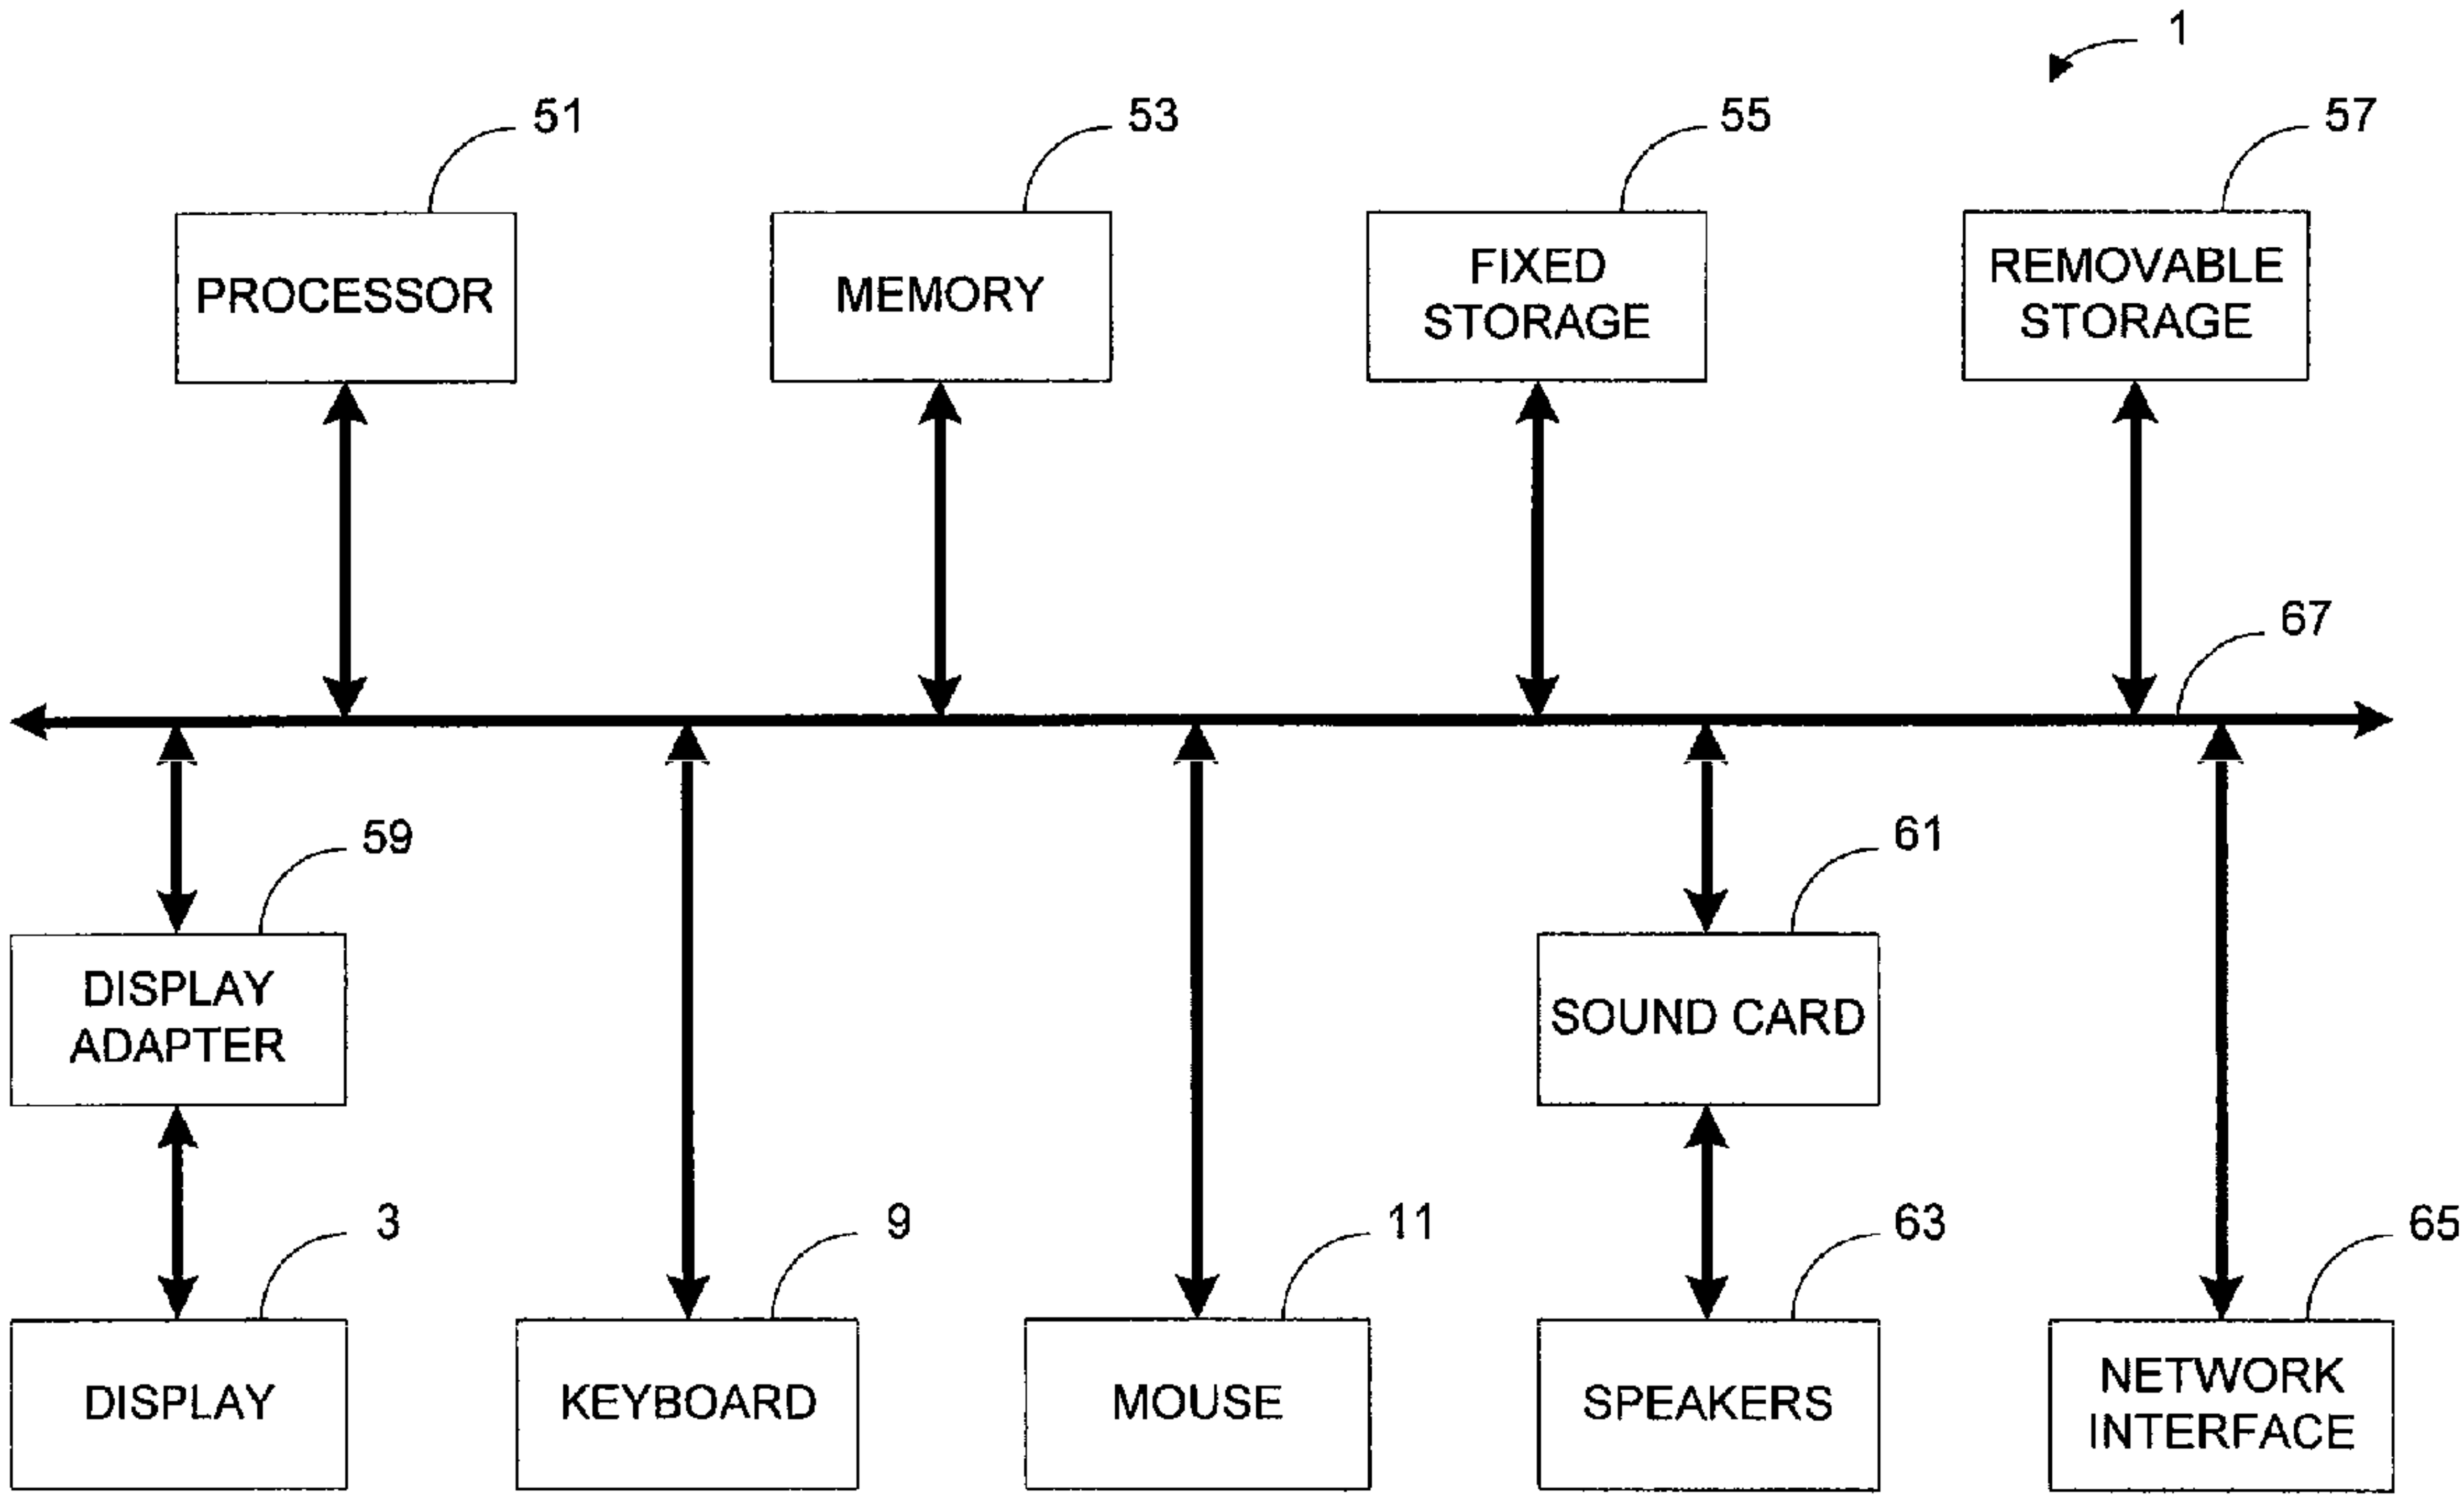 1
51
53
55
57
PROCESSOR
MEMORY
FIXED
STORAGE
REMOVABLE
STORAGE
67
59
61
DISPLAY
ADAPTER
SOUND CARD
3
9
11
63
65
DISPLAY
KEYBOARD
MOUSE
SPEAKERS
NETWORK
INTERFACE